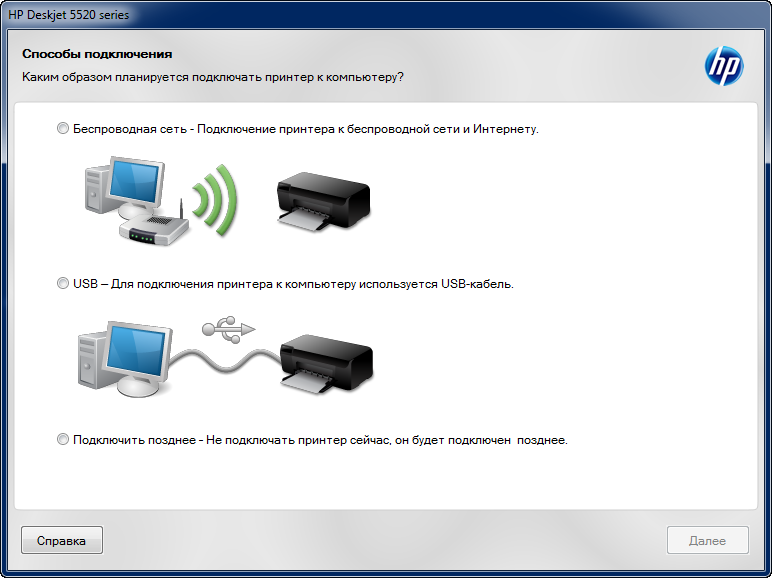 HP Deskjet 5520 series
Способы подключения
Каким образом планируется подключать принтер к компьютеру?
hp
Беспроводная сеть - Подключение принтера к беспроводной сети и Интернету.
USB – Для подключения принтера к компьютеру используется USB-кабель.
Подключить позднее - Не подключать принтер сейчас, он будет подключен  позднее.
Справка
Далее